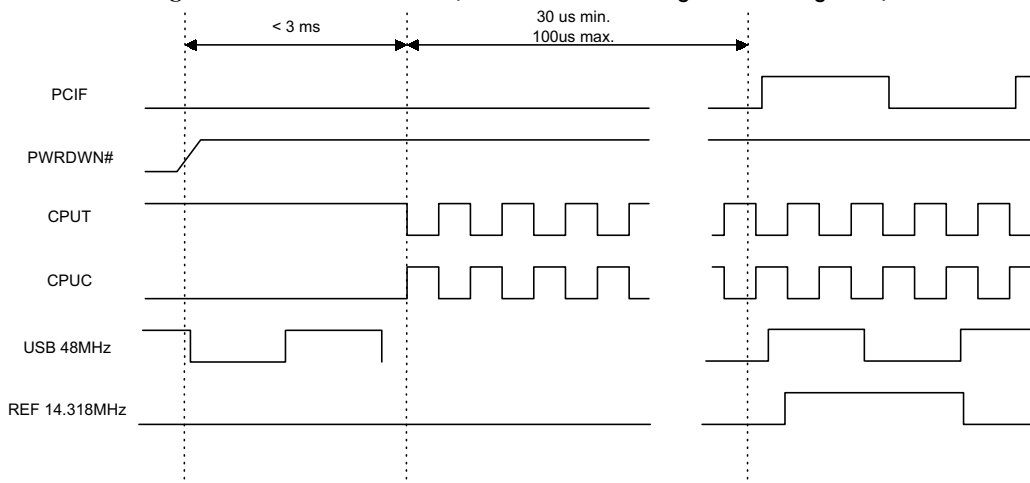 < 3 ms
30 us min.
100us max.
PCIF
PWRDWN#
CPUT
CPUC
USB 48MHz
REF 14.318MHz